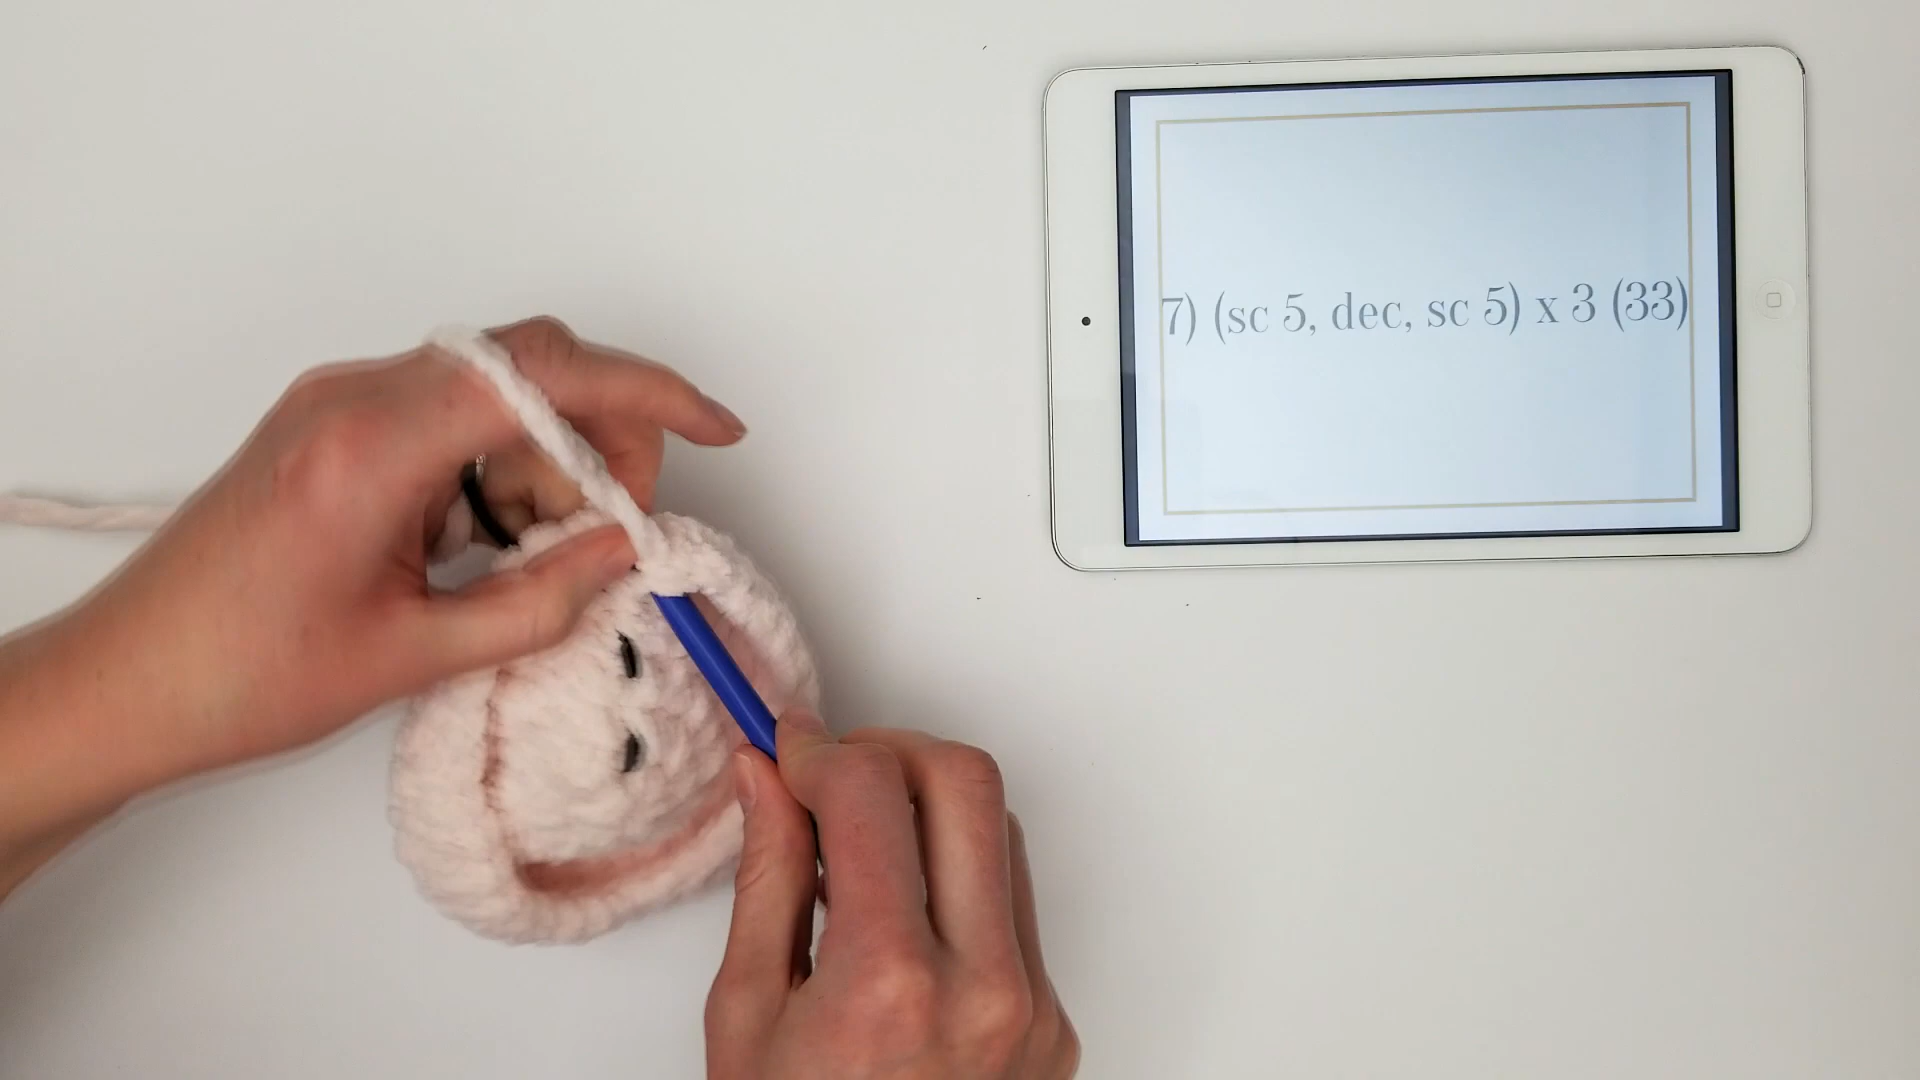 7) (sc 5, dec, sc 5) x 3 (33)